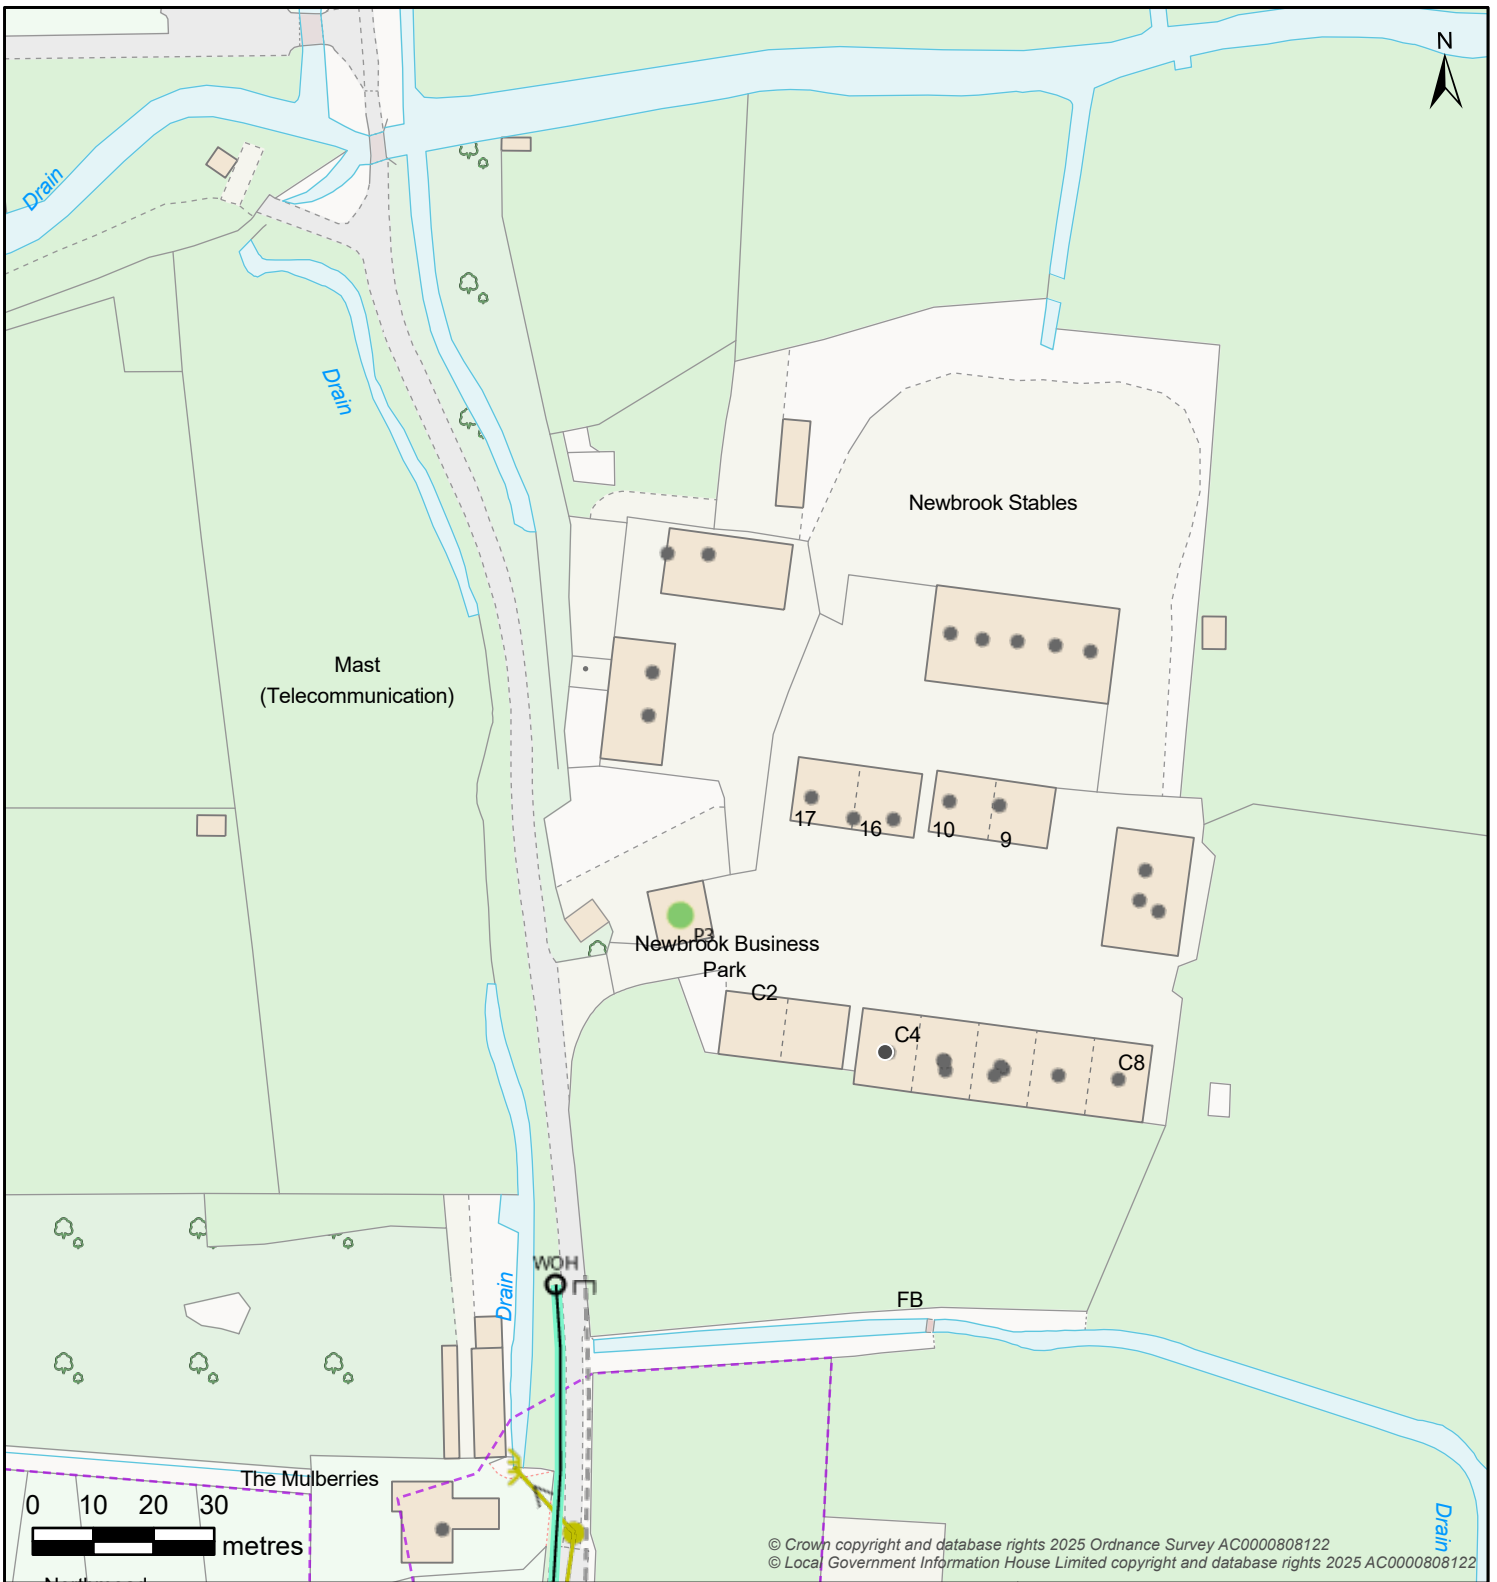 N
Drain
Drain
Newbrook Stables
Mast
(Telecommunication)
17
16
10
9
P3
Newbrook Business
Park
C2
C4
C8
WOH
Drain
FB
The Mulberries
0 10 20 30
metres
Drain
© Crown copyright and database rights 2025 Ordnance Survey AC0000808122
© Local Government Information House Limited copyright and database rights 2025 AC0000808122